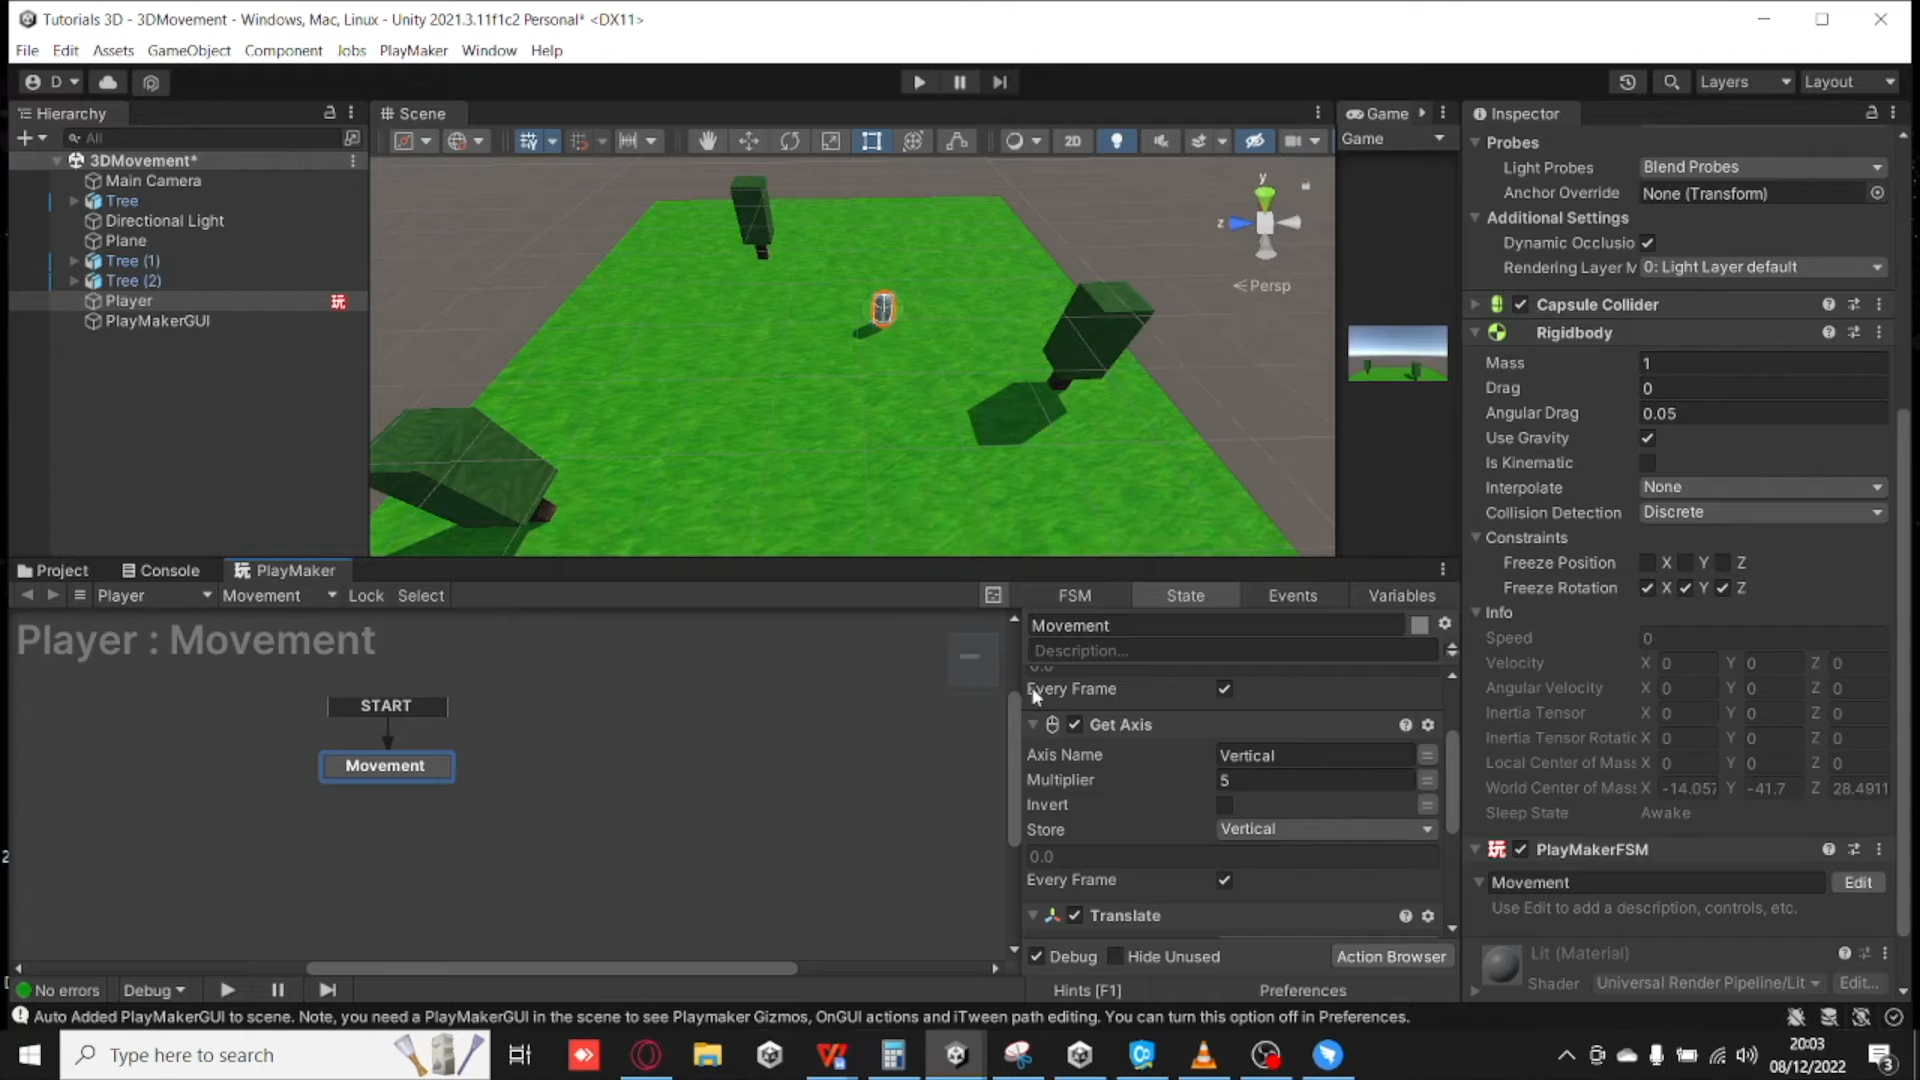 Tutorials 3D - 3DMovement - Windows, Mac, Linux - Unity 2021.3.11f1c2 Personal* <DX11>
File Edit Assets GameObject Component Jobs PlayMaker Window Help
D Layers Layout
Hierarchy
All
3DMovement*
Main Camera
Tree
Directional Light
Plane
Tree (1)
Tree (2)
Player 玩
PlayMakerGUI
Scene
2D
y
z
Persp
Game
Game
Inspector
Probes
Light Probes Blend Probes
Anchor Override None (Transform)
Additional Settings
Dynamic Occlusio
Rendering Layer M 0: Light Layer default
Capsule Collider
Rigidbody
Mass 1
Drag 0
Angular Drag 0.05
Use Gravity
Is Kinematic
Interpolate None
Collision Detection Discrete
Constraints
Freeze Position X Y Z
Freeze Rotation X Y Z
Info
Speed 0
Velocity X 0 Y 0 Z 0
Angular Velocity X 0 Y 0 Z 0
Inertia Tensor X 0 Y 0 Z 0
Inertia Tensor Rotatic X 0 Y 0 Z 0
Local Center of Mass X 0 Y 0 Z 0
World Center of Mass X -14.057 Y -41.7 Z 28.4911
Sleep State Awake
玩 PlayMakerFSM
Movement Edit
Use Edit to add a description, controls, etc.
Lit (Material)
Shader Universal Render Pipeline/Lit Edit...
Project Console 玩 PlayMaker
Player Movement Lock Select
Player : Movement
START
Movement
FSM State Events Variables
Movement
Description...
0.0
Every Frame
Get Axis
Axis Name Vertical
Multiplier 5
Invert
Store Vertical
0.0
Every Frame
Translate
Debug Hide Unused Action Browser
No errors Debug
Hints [F1] Preferences
Auto Added PlayMakerGUI to scene. Note, you need a PlayMakerGUI in the scene to see Playmaker Gizmos, OnGUI actions and iTween path editing. You can turn this option off in Preferences.
Type here to search
20:03
08/12/2022
3